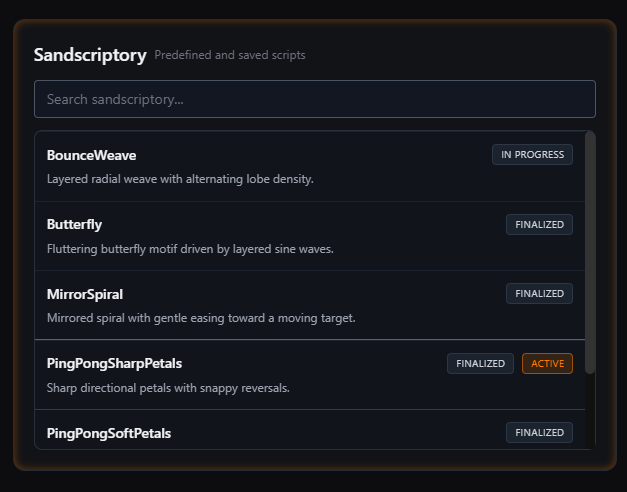 Sandscriptory Predefined and saved scripts
Search sandscriptory...
BounceWeave IN PROGRESS
Layered radial weave with alternating lobe density.
Butterfly FINALIZED
Fluttering butterfly motif driven by layered sine waves.
MirrorSpiral FINALIZED
Mirrored spiral with gentle easing toward a moving target.
PingPongSharpPetals FINALIZED ACTIVE
Sharp directional petals with snappy reversals.
PingPongSoftPetals FINALIZED